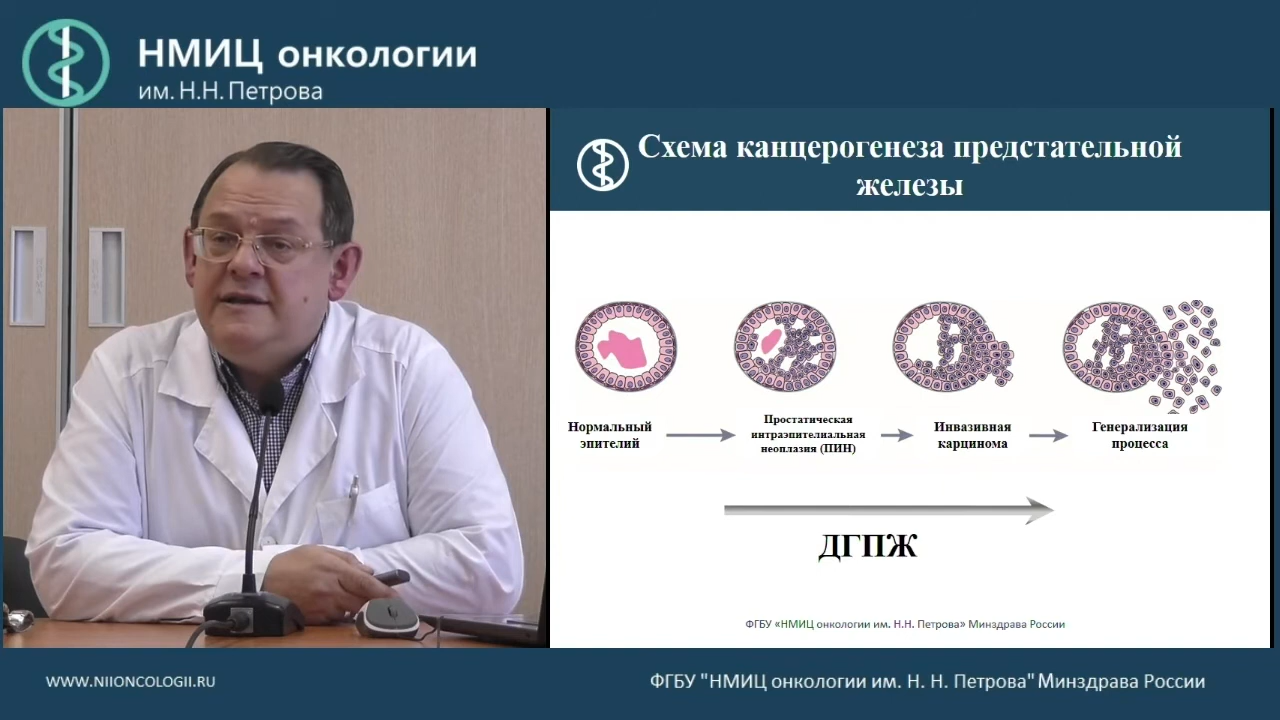 НМИЦ онкологии
им. Н.Н. Петрова
Схема канцерогенеза предстательной
железы
Нормальный
эпителий
Простатическая
интраэпителиальная
неоплазия (ПИН)
Инвазивная
карцинома
Генерализация
процесса
ДГПЖ
ФГБУ «НМИЦ онкологии им. Н.Н. Петрова» Минздрава России
WWW.NIIONCOLOGII.RU
ФГБУ "НМИЦ онкологии им. Н. Н. Петрова" Минздрава России